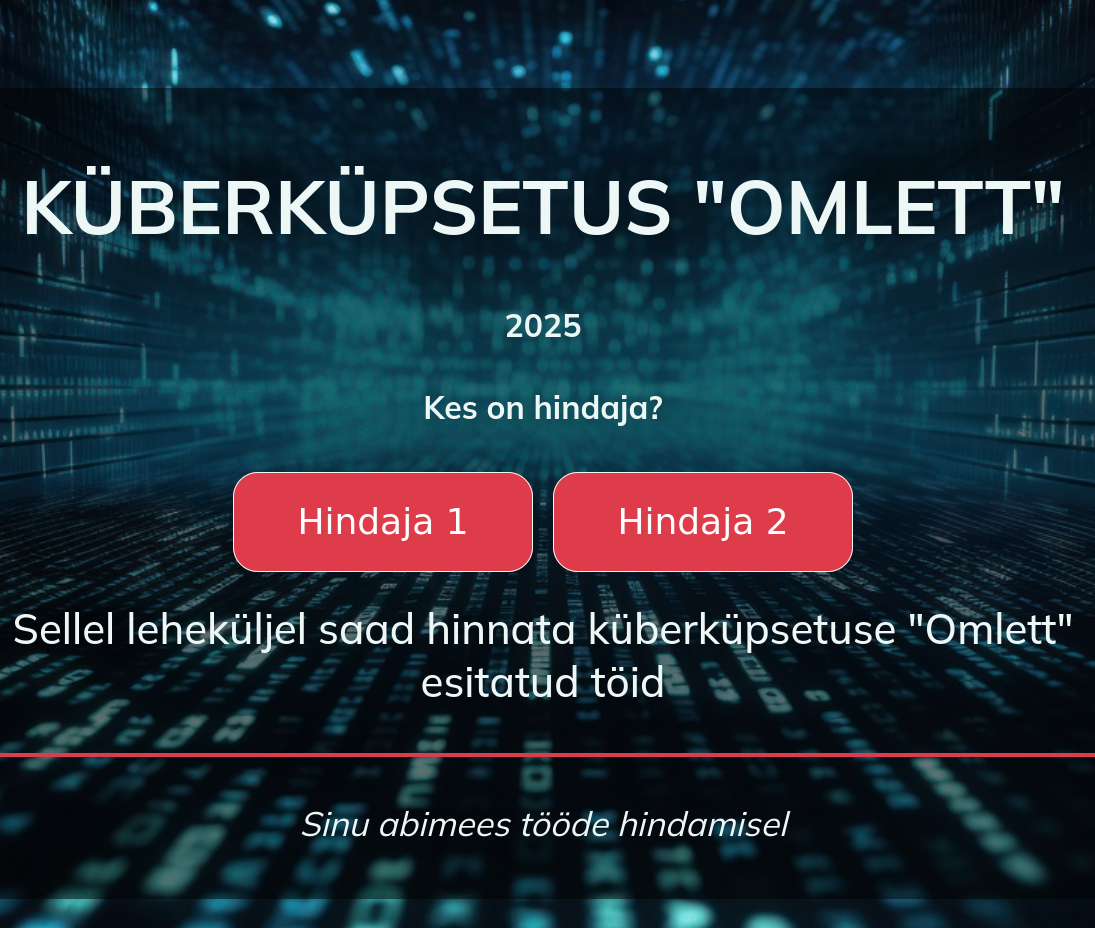 KÜBERKÜPSETUS "OMLETT"
2025
Kes on hindaja?
Hindaja 1
Hindaja 2
Sellel leheküljel saad hinnata küberküpsetuse "Omlett"
esitatud töid
Sinu abimees tööde hindamisel